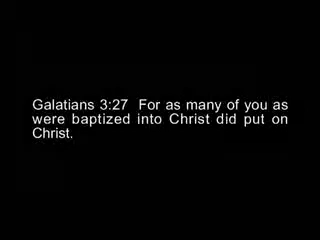 Galatians 3:27  For as many of you as
were baptized into Christ did put on
Christ.